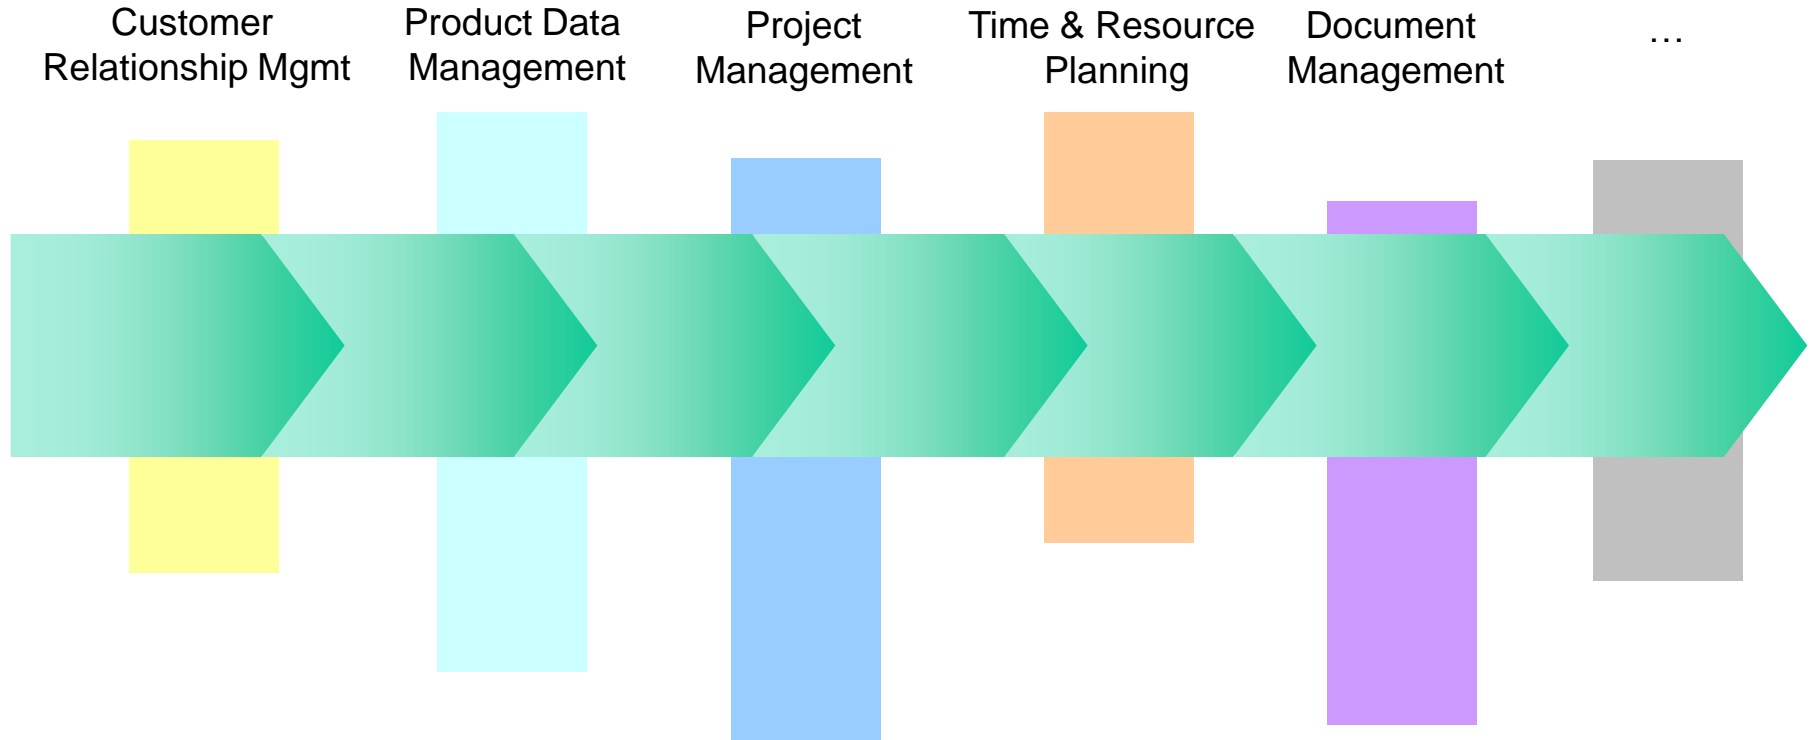 Customer
Relationship Mgmt
Product Data
Management
Project
Management
Time & Resource
Planning
Document
Management
…